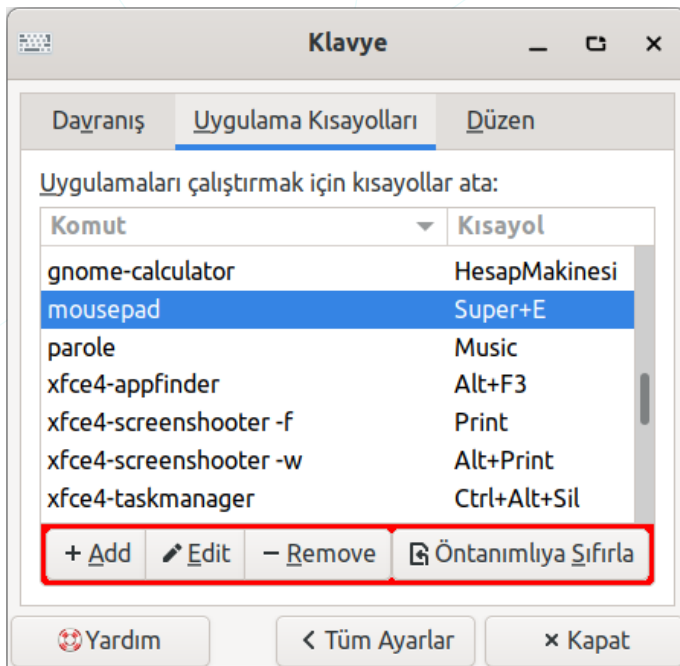 Klavye
Davranış Uygulama Kısayolları Düzen
Uygulamaları çalıştırmak için kısayollar ata:
Komut Kısayol
gnome-calculator HesapMakinesi
mousepad Super+E
parole Music
xfce4-appfinder Alt+F3
xfce4-screenshooter -f Print
xfce4-screenshooter -w Alt+Print
xfce4-taskmanager Ctrl+Alt+Sil
+ Add Edit − Remove Öntanımlıya Sıfırla
Yardım < Tüm Ayarlar × Kapat